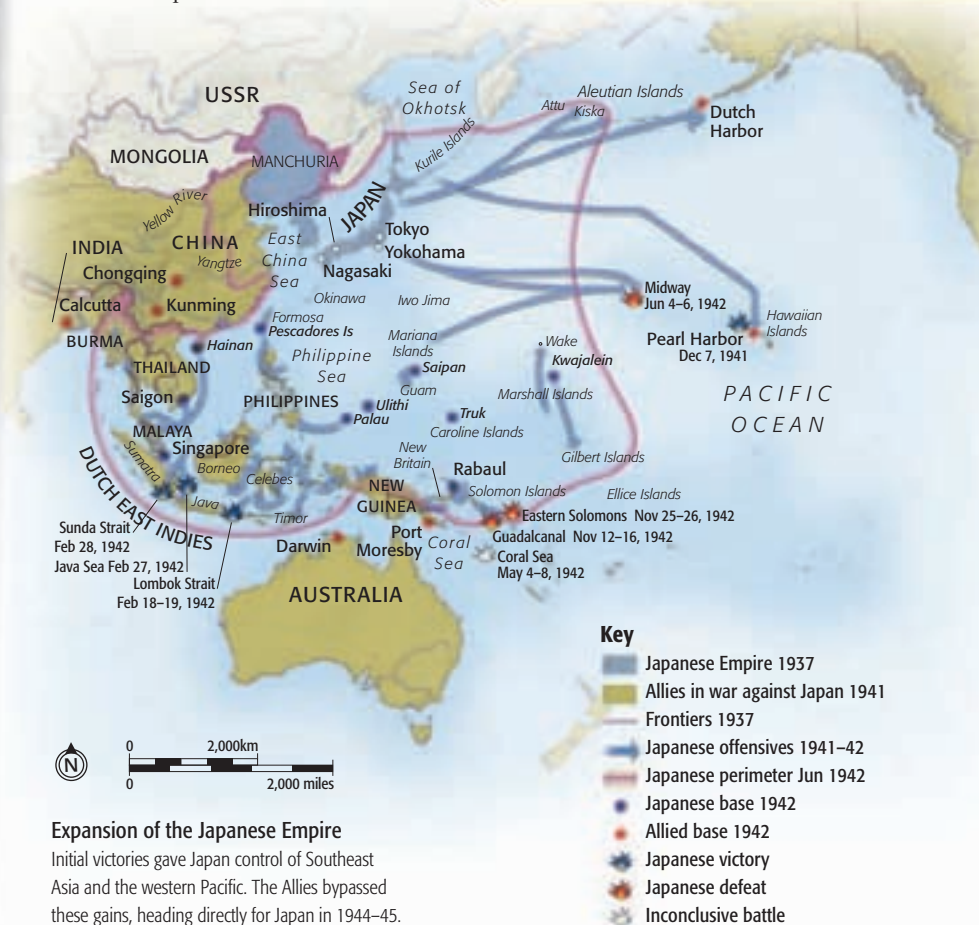 Sea of
Okhotsk
Aleutian Islands
Attu
Kiska
Dutch
Harbor
USSR
Kurile Islands
MONGOLIA
MANCHURIA
Yellow River
Hiroshima
JAPAN
Tokyo
Yokohama
Nagasaki
INDIA
CHINA
Yangtze
Chongqing
East
China
Sea
Calcutta
Kunming
Okinawa
Iwo Jima
Midway
Jun 4–6, 1942
Pearl Harbor
Dec 7, 1941
Hawaiian
Islands
BURMA
Hainan
Formosa
Pescadores Is
Mariana
Islands
Philippine
Sea
Wake
Kwajalein
THAILAND
Saipan
Guam
Marshall Islands
PACIFIC
OCEAN
Saigon
PHILIPPINES
Ulithi
Palau
Truk
Caroline Islands
MALAYA
Singapore
Sumatra
Borneo
Celebes
New
Britain
Rabaul
Gilbert Islands
DUTCH EAST INDIES
Java
Timor
NEW
GUINEA
Solomon Islands
Ellice Islands
Eastern Solomons Nov 25–26, 1942
Guadalcanal Nov 12–16, 1942
Sunda Strait
Feb 28, 1942
Java Sea Feb 27, 1942
Lombok Strait
Feb 18–19, 1942
Darwin
Port
Moresby
Coral
Sea
Coral Sea
May 4–8, 1942
AUSTRALIA
Key
Japanese Empire 1937
Allies in war against Japan 1941
Frontiers 1937
Japanese offensives 1941–42
Japanese perimeter Jun 1942
Japanese base 1942
Allied base 1942
Japanese victory
Japanese defeat
Inconclusive battle
N
0 2,000km
0 2,000 miles
Expansion of the Japanese Empire
Initial victories gave Japan control of Southeast
Asia and the western Pacific. The Allies bypassed
these gains, heading directly for Japan in 1944–45.